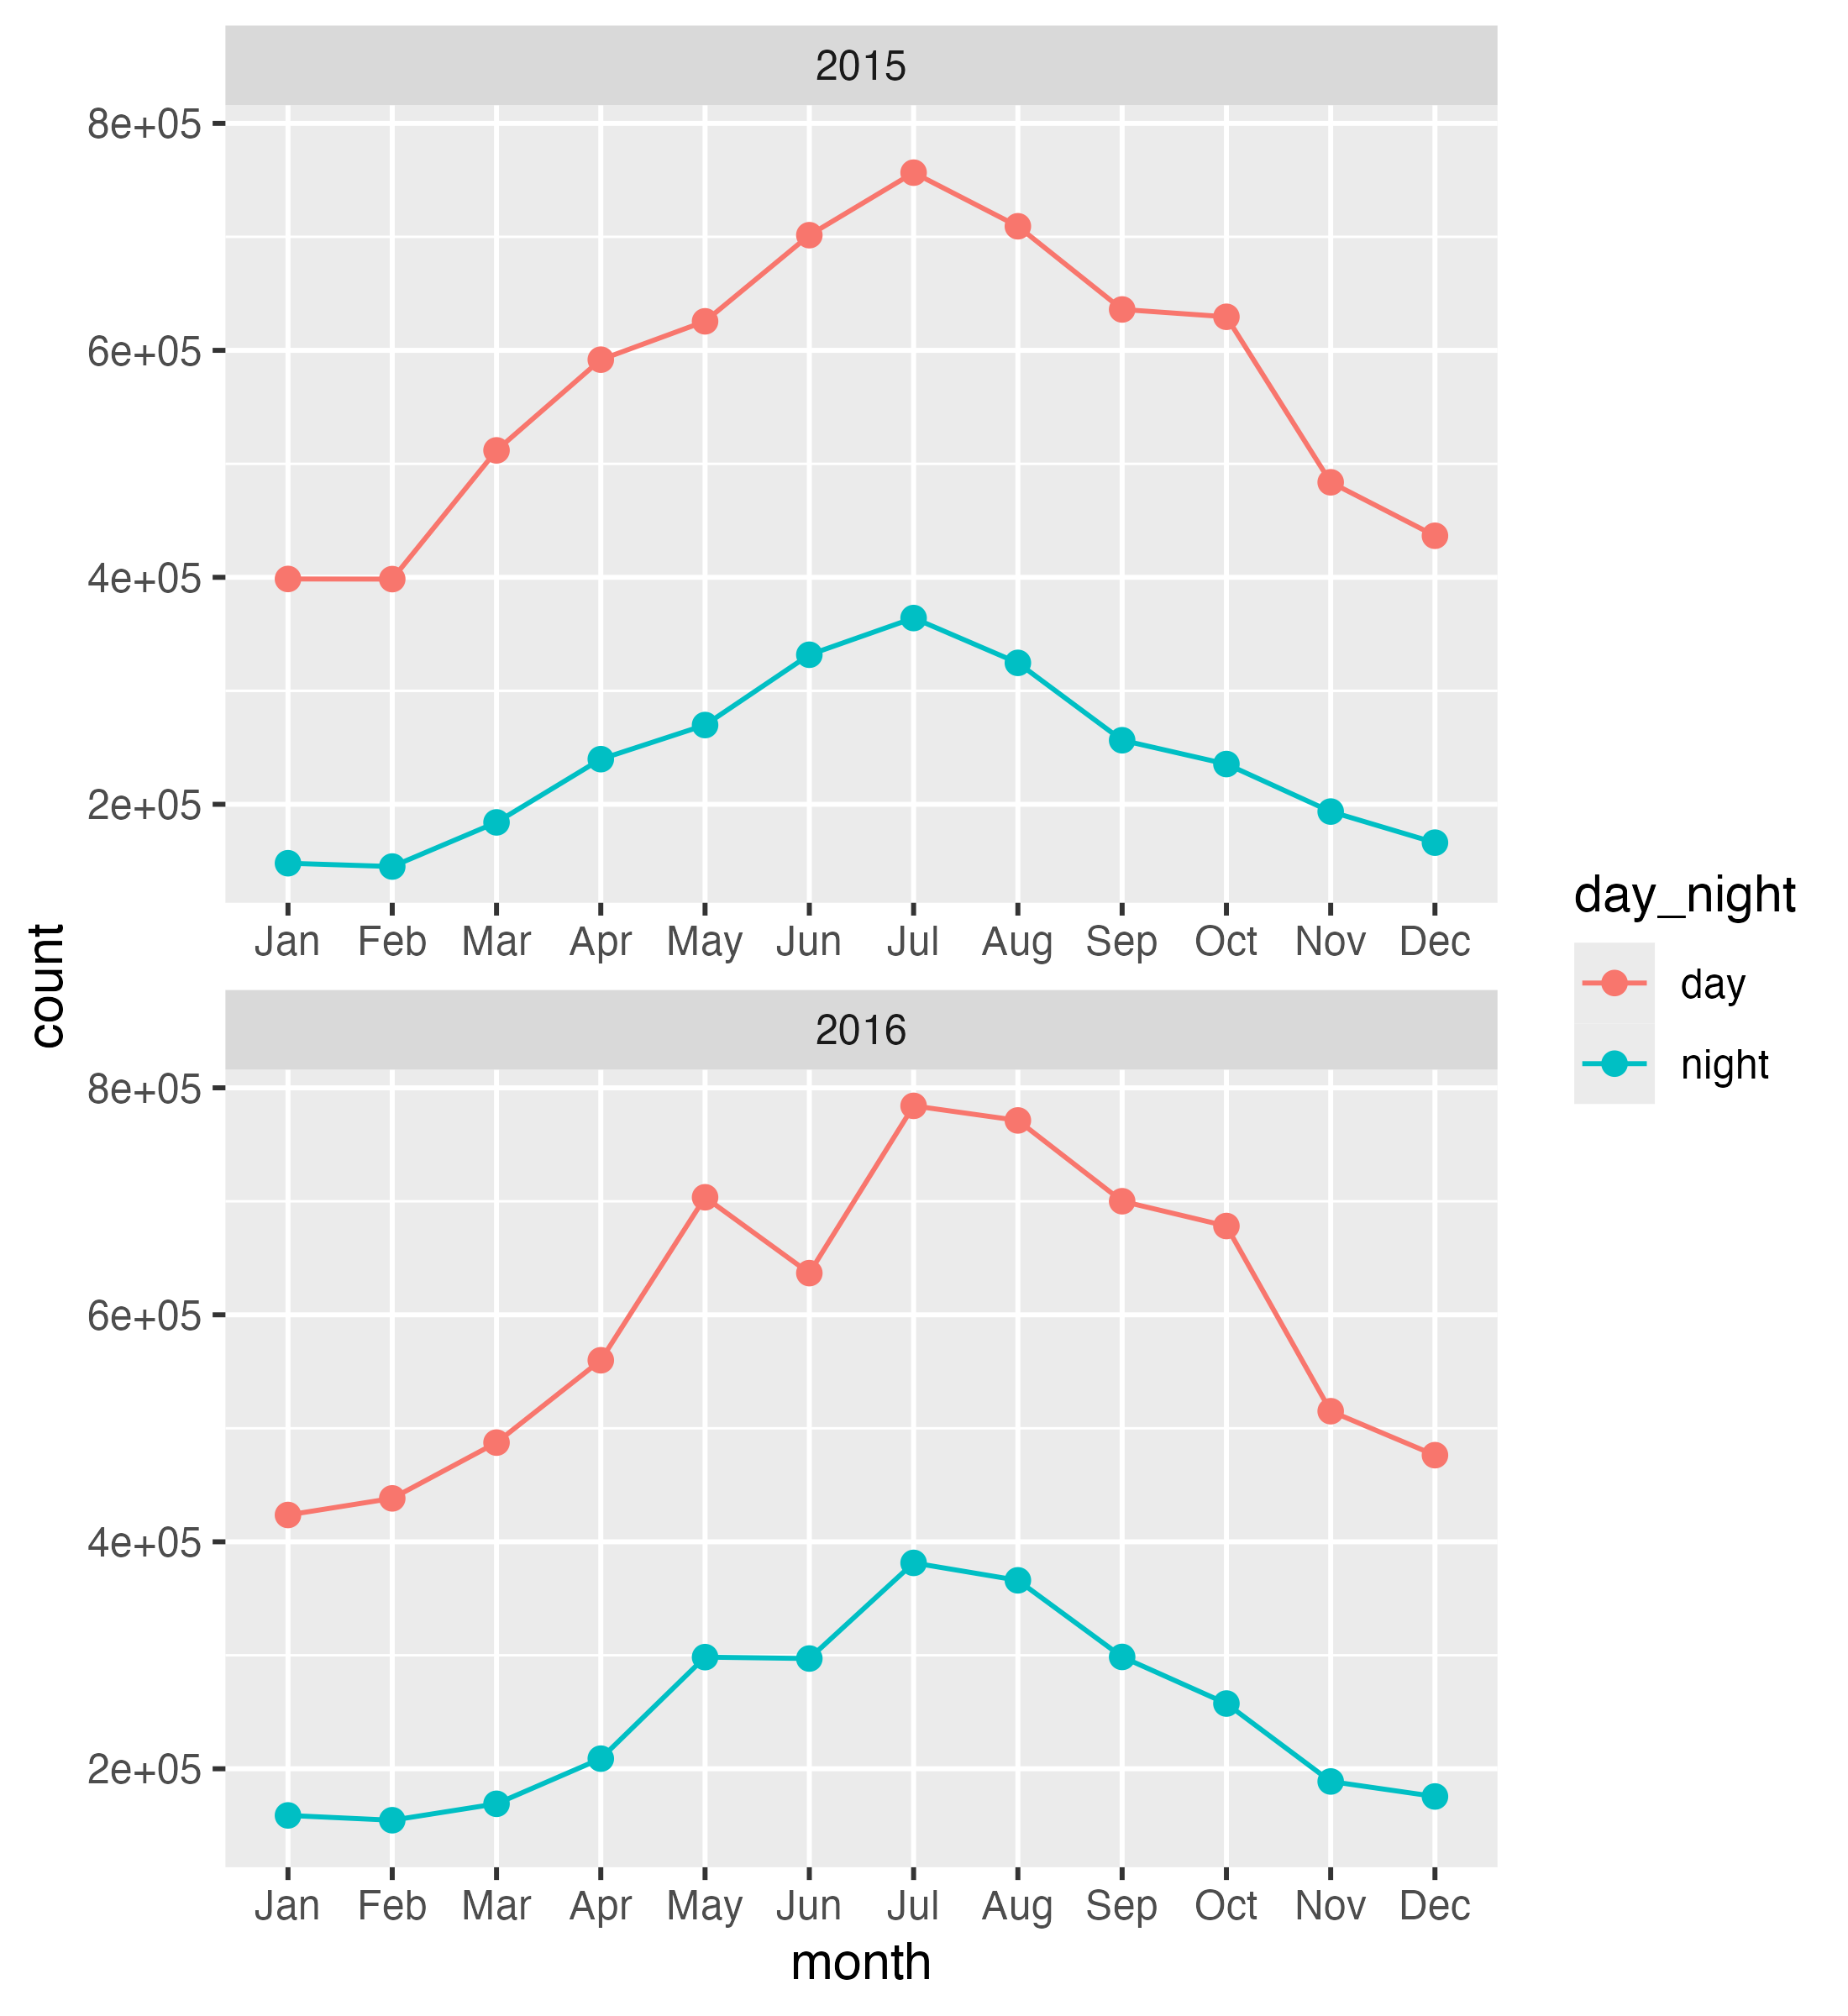 2015
8e+05
6e+05
4e+05
2e+05
Jan Feb Mar Apr May Jun Jul Aug Sep Oct Nov Dec
count
2016
8e+05
6e+05
4e+05
2e+05
Jan Feb Mar Apr May Jun Jul Aug Sep Oct Nov Dec
month
day_night
day
night